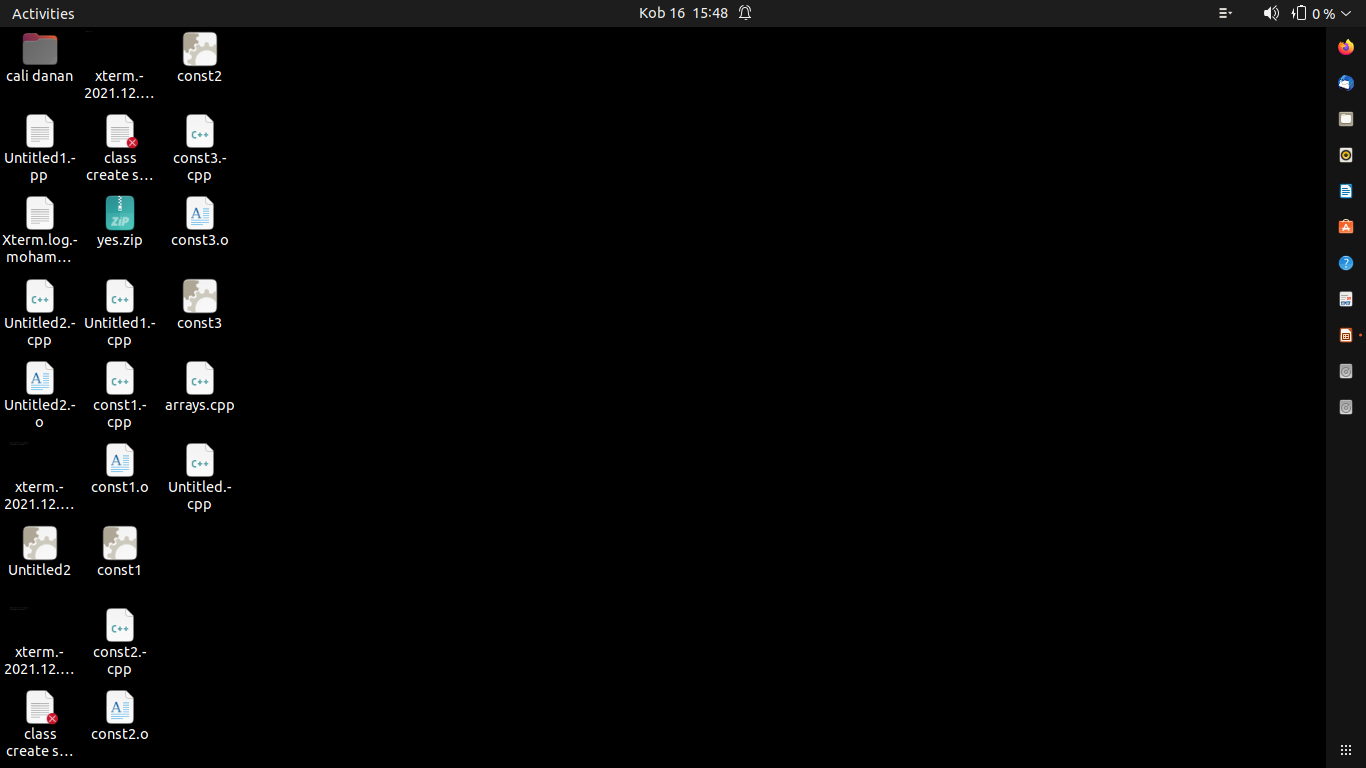 Activities
Kob 16 15:48
0 %
cali danan
xterm.-
2021.12.…
const2
Untitled1.-
pp
class
create s…
const3.-
cpp
Xterm.log.-
moham…
yes.zip
const3.o
Untitled2.-
cpp
Untitled1.-
cpp
const3
Untitled2.-
o
const1.-
cpp
arrays.cpp
xterm.-
2021.12.…
const1.o
Untitled.-
cpp
Untitled2
const1
xterm.-
2021.12.…
const2.-
cpp
class
create s…
const2.o